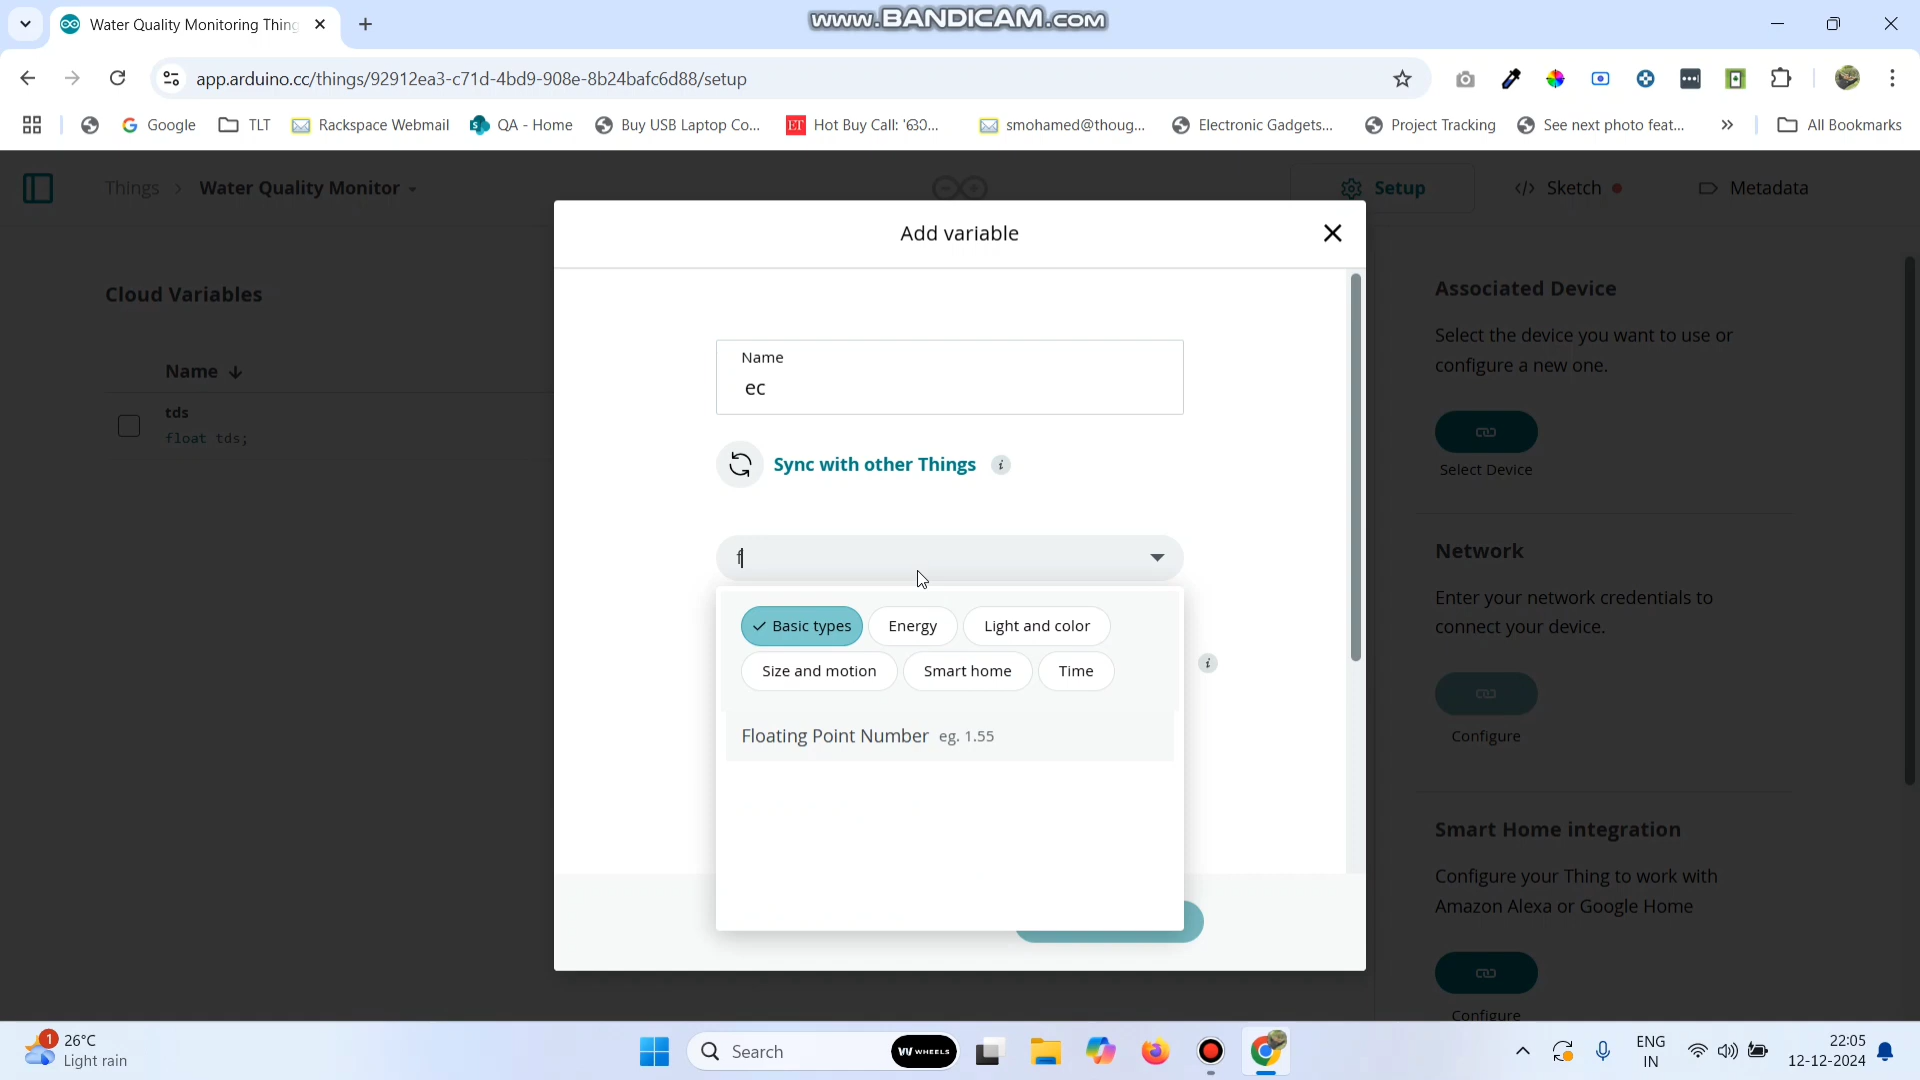 Water Quality Monitoring Thing
www.BANDICAM.com
app.arduino.cc/things/92912ea3-c71d-4bd9-908e-8b24bafc6d88/setup
Google
TLT
Rackspace Webmail
QA - Home
Buy USB Laptop Co...
ET
Hot Buy Call: 'കാ...
smohamed@thoug...
Electronic Gadgets...
Project Tracking
See next photo feat...
All Bookmarks
Things
Water Quality Monitor
Setup
</> Sketch
Metadata
Add variable
Cloud Variables
Name
tds
float tds;
Name
ec
Sync with other Things
i
f
Basic types
Energy
Light and color
Size and motion
Smart home
Time
i
Floating Point Number eg. 1.55
Associated Device
Select the device you want to use or
configure a new one.
Select Device
Network
Enter your network credentials to
connect your device.
Configure
Smart Home integration
Configure your Thing to work with
Amazon Alexa or Google Home
Configure
1
26°C
Light rain
Search
WHEELS
ENG
IN
22:05
12-12-2024